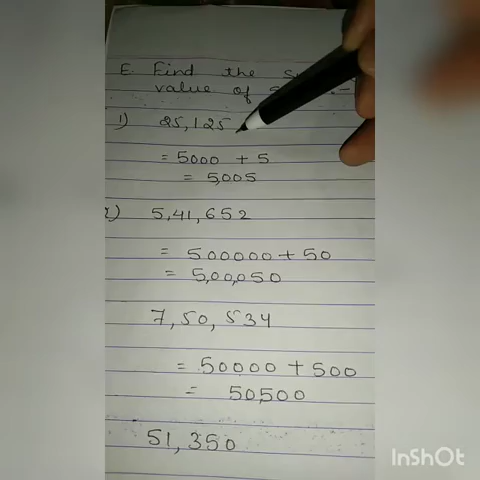 E. Find the
value of
1) 25,125
= 5000 + 5
= 5,005
2) 5,41,652
= 500000 + 50
= 5,00,050
7,50,534
= 50000 + 500
= 50,500
51,350
InShOt